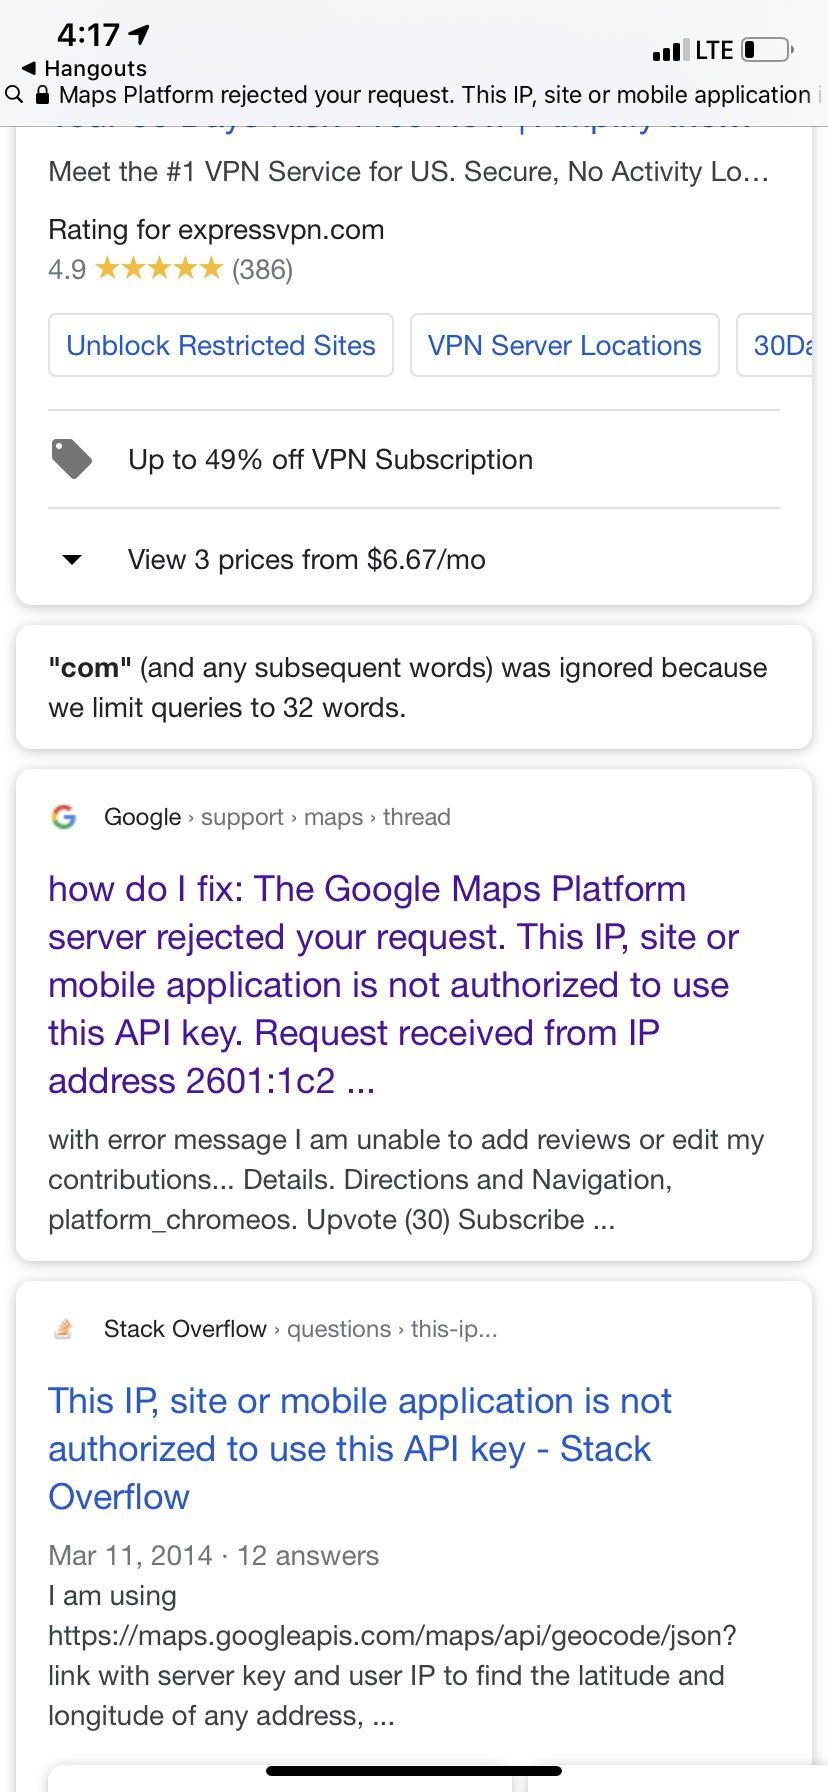 4:17
LTE
Hangouts
Maps Platform rejected your request. This IP, site or mobile application
Meet the #1 VPN Service for US. Secure, No Activity Lo...
Rating for expressvpn.com
4.9 ★★★★★ (386)
Unblock Restricted Sites
VPN Server Locations
30Da
Up to 49% off VPN Subscription
View 3 prices from $6.67/mo
"com" (and any subsequent words) was ignored because
we limit queries to 32 words.
Google › support › maps › thread
how do I fix: The Google Maps Platform
server rejected your request. This IP, site or
mobile application is not authorized to use
this API key. Request received from IP
address 2601:1c2 ...
with error message I am unable to add reviews or edit my
contributions... Details. Directions and Navigation,
platform_chromeos. Upvote (30) Subscribe ...
Stack Overflow › questions › this-ip...
This IP, site or mobile application is not
authorized to use this API key - Stack
Overflow
Mar 11, 2014 · 12 answers
I am using
https://maps.googleapis.com/maps/api/geocode/json?
link with server key and user IP to find the latitude and
longitude of any address, ...